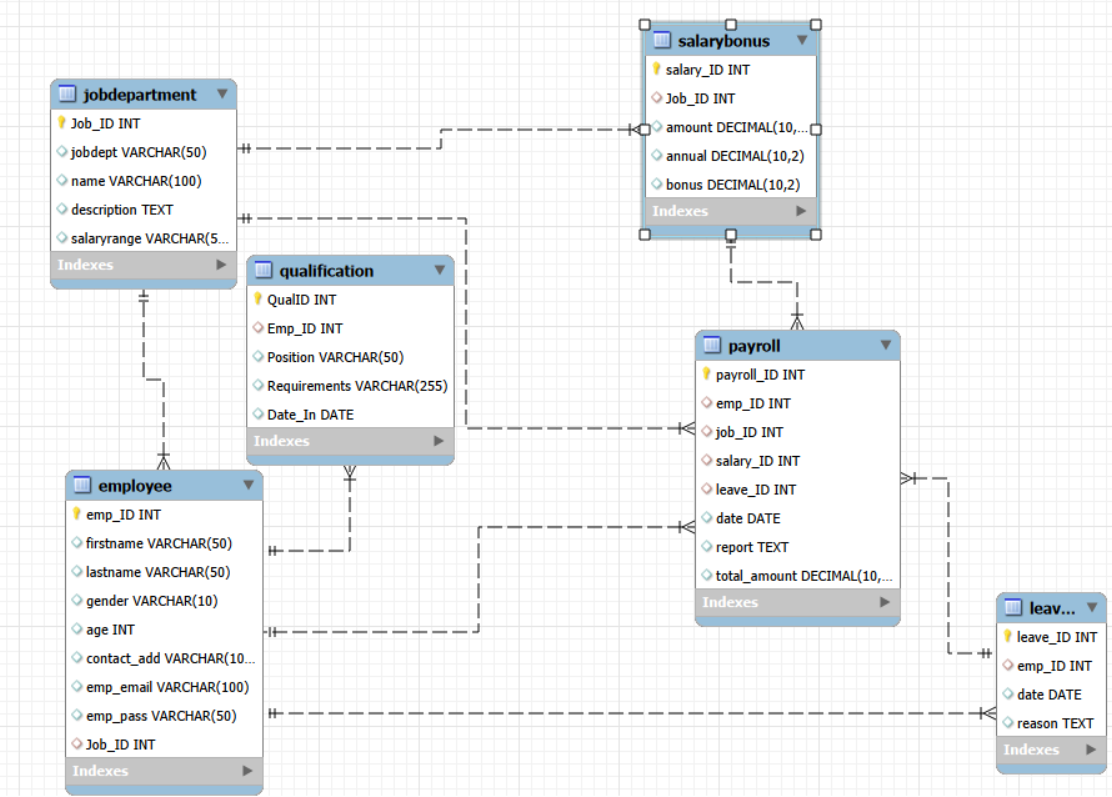 salarybonus
salary_ID INT
Job_ID INT
amount DECIMAL(10,...
annual DECIMAL(10,2)
bonus DECIMAL(10,2)
Indexes
jobdepartment
Job_ID INT
jobdept VARCHAR(50)
name VARCHAR(100)
description TEXT
salaryrange VARCHAR(5...
Indexes
qualification
QualID INT
Emp_ID INT
Position VARCHAR(50)
Requirements VARCHAR(255)
Date_In DATE
Indexes
payroll
payroll_ID INT
emp_ID INT
job_ID INT
salary_ID INT
leave_ID INT
date DATE
report TEXT
total_amount DECIMAL(10,...
Indexes
employee
emp_ID INT
firstname VARCHAR(50)
lastname VARCHAR(50)
gender VARCHAR(10)
age INT
contact_add VARCHAR(10...
emp_email VARCHAR(100)
emp_pass VARCHAR(50)
Job_ID INT
Indexes
leav...
leave_ID INT
emp_ID INT
date DATE
reason TEXT
Indexes